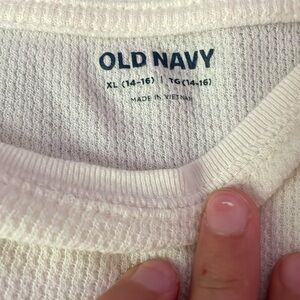 OLD NAVY
XL (14-16) | TG (14-16)
MADE IN VIETNAM